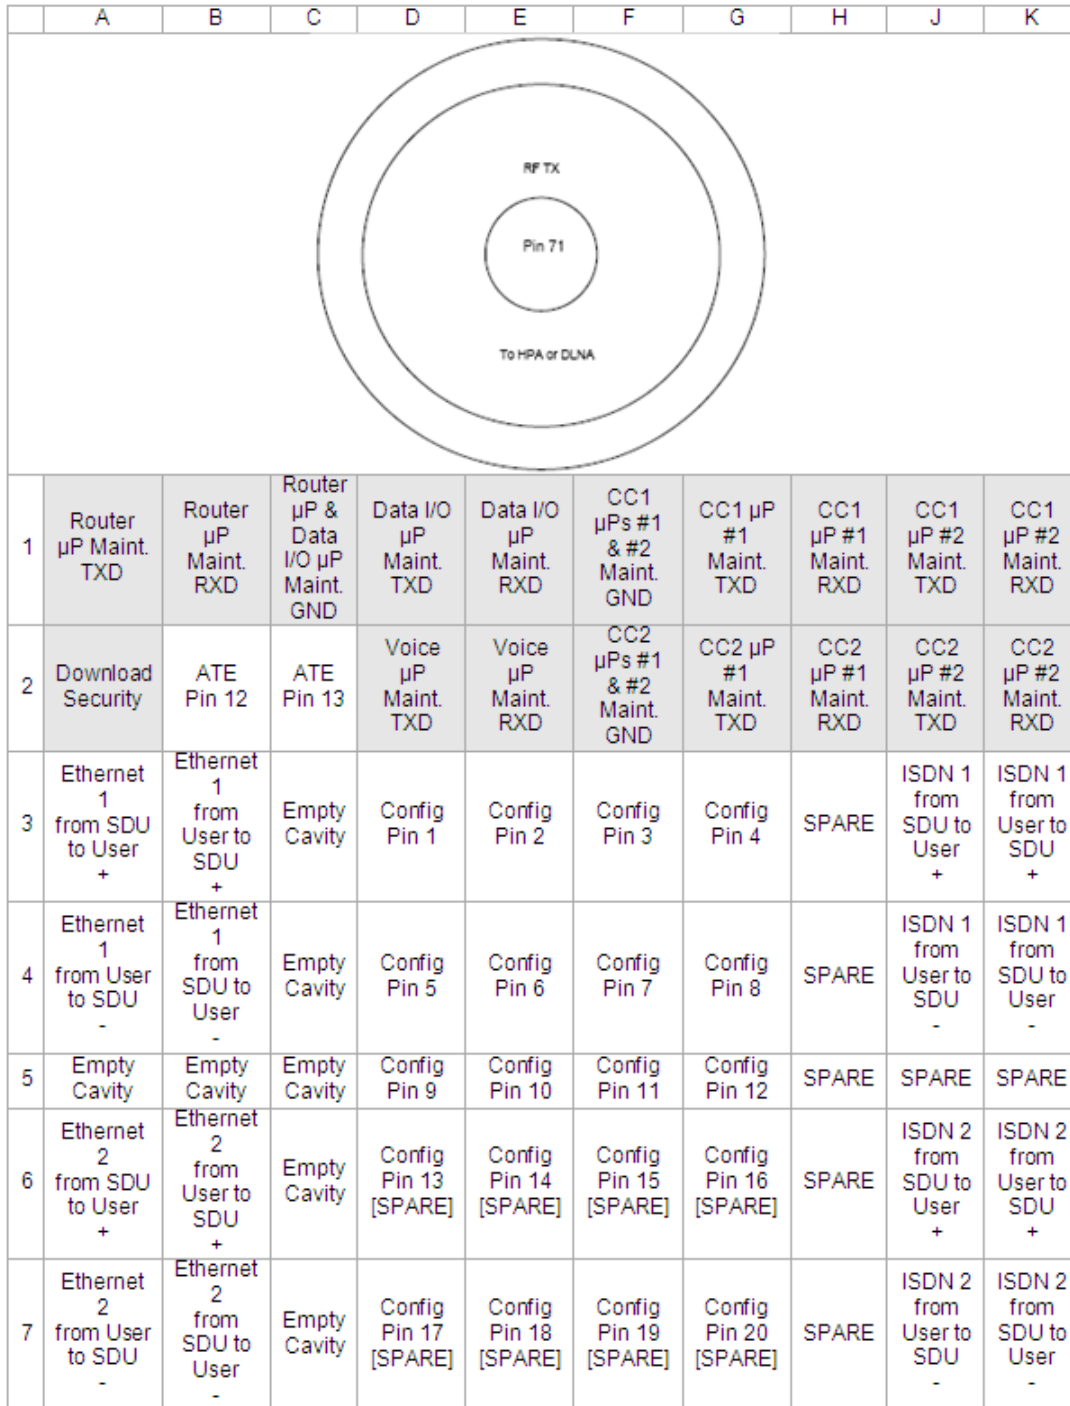 A B C D E F G H J K
RF TX
Pin 71
To HPA or DLNA
1
Router
µP Maint.
TXD
Router
µP
Maint.
RXD
Router
µP &
Data
I/O µP
Maint.
GND
Data I/O
µP
Maint.
TXD
Data I/O
µP
Maint.
RXD
CC1
µPs #1
& #2
Maint.
GND
CC1 µP
#1
Maint.
TXD
CC1
µP #1
Maint.
RXD
CC1
µP #2
Maint.
TXD
CC1
µP #2
Maint.
RXD
2
Download
Security
ATE
Pin 12
ATE
Pin 13
Voice
µP
Maint.
TXD
Voice
µP
Maint.
RXD
CC2
µPs #1
& #2
Maint.
GND
CC2 µP
#1
Maint.
TXD
CC2
µP #1
Maint.
RXD
CC2
µP #2
Maint.
TXD
CC2
µP #2
Maint.
RXD
3
Ethernet
1
from SDU
to User
+
Ethernet
1
from
User to
SDU
+
Empty
Cavity
Config
Pin 1
Config
Pin 2
Config
Pin 3
Config
Pin 4
SPARE
ISDN 1
from
SDU to
User
+
ISDN 1
from
User to
SDU
+
4
Ethernet
1
from User
to SDU
-
Ethernet
1
from
SDU to
User
-
Empty
Cavity
Config
Pin 5
Config
Pin 6
Config
Pin 7
Config
Pin 8
SPARE
ISDN 1
from
User to
SDU
-
ISDN 1
from
SDU to
User
-
5
Empty
Cavity
Empty
Cavity
Empty
Cavity
Config
Pin 9
Config
Pin 10
Config
Pin 11
Config
Pin 12
SPARE
SPARE
SPARE
6
Ethernet
2
from SDU
to User
+
Ethernet
2
from
User to
SDU
+
Empty
Cavity
Config
Pin 13
[SPARE]
Config
Pin 14
[SPARE]
Config
Pin 15
[SPARE]
Config
Pin 16
[SPARE]
SPARE
ISDN 2
from
SDU to
User
+
ISDN 2
from
User to
SDU
+
7
Ethernet
2
from User
to SDU
-
Ethernet
2
from
SDU to
User
-
Empty
Cavity
Config
Pin 17
[SPARE]
Config
Pin 18
[SPARE]
Config
Pin 19
[SPARE]
Config
Pin 20
[SPARE]
SPARE
ISDN 2
from
User to
SDU
-
ISDN 2
from
SDU to
User
-